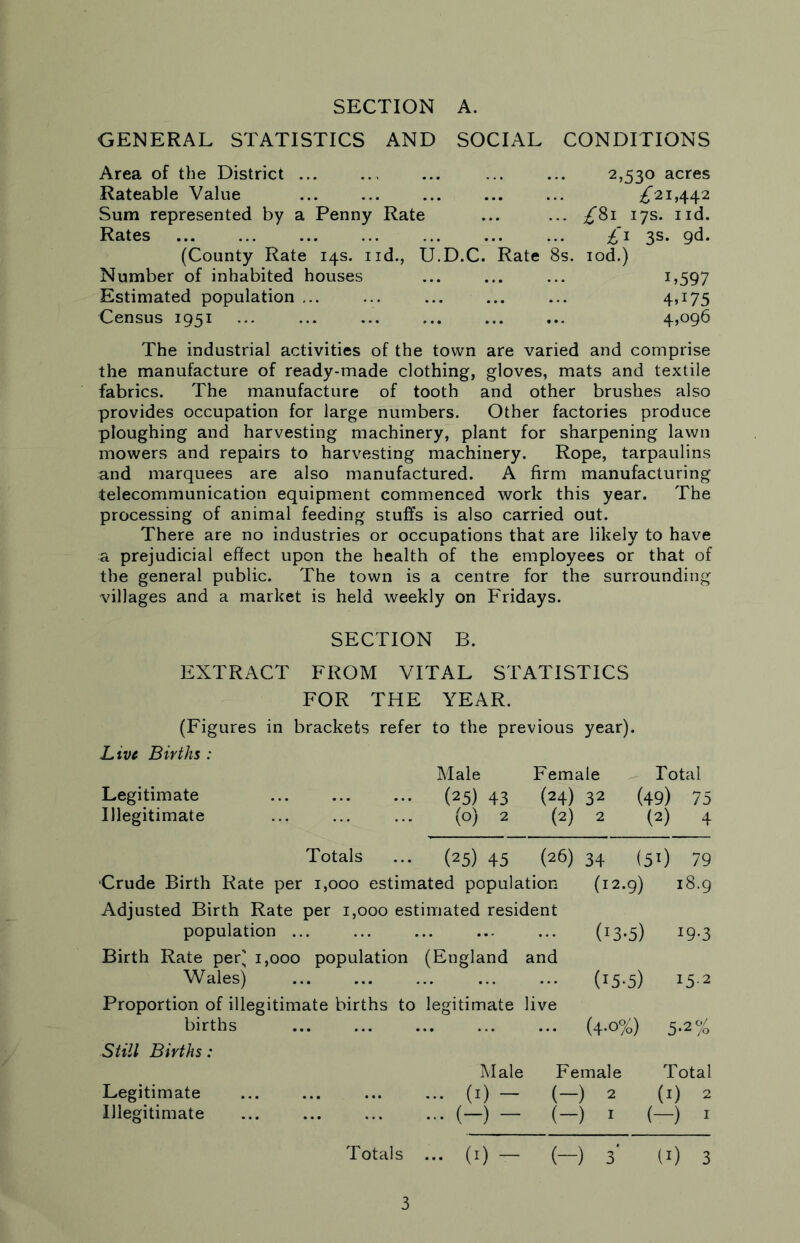 SECTION A.
GENERAL STATISTICS AND SOCIAL CONDITIONS
Area of the District ... ... ... ... ... 2,530 acres
Rateable Value ... ... ... ... ... £21,442
Sum represented by a Penny Rate ... ... £81 17s. 11d.
Rates ... ... ... ... ... ... ... £1 3s. 9d.
(County Rate 14s. 11d., U.D.C. Rate 8s. 10d.)
Number of inhabited houses ... ... ... 1,597
Estimated population ... ... ... ... ... 4,175
Census 1951 ... ... ... ... ... ... 4,096
The industrial activities of the town are varied and comprise
the manufacture of ready-made clothing, gloves, mats and textile
fabrics. The manufacture of tooth and other brushes also
provides occupation for large numbers. Other factories produce
ploughing and harvesting machinery, plant for sharpening lawn
mowers and repairs to harvesting machinery. Rope, tarpaulins
and marquees are also manufactured. A firm manufacturing
telecommunication equipment commenced work this year. The
processing of animal feeding stuffs is also carried out.
There are no industries or occupations that are likely to have
a prejudicial effect upon the health of the employees or that of
the general public. The town is a centre for the surrounding
villages and a market is held weekly on Fridays.
SECTION B.
EXTRACT FROM VITAL STATISTICS
FOR THE YEAR.
(Figures in brackets refer to the previous year).
Live Births :
Male Female Total
Legitimate ... ... ... (25) 43 (24) 32 (49) 75
Illegitimate ... ... ... (0) 2 (2) 2 (2) 4
Totals ... (25) 45 (26) 34 (51) 79
Crude Birth Rate per 1,000 estimated population (12.9) 18.9
Adjusted Birth Rate per 1,000 estimated resident
population ... ... ... ... ... (13.5) 19.3
Birth Rate per 1,000 population (England and
Wales) ... ... ... ... ... (15.5) 15.2
Proportion of illegitimate births to legitimate live
births ... ... ... ... ... (4.0%) 5.2%
Still Births :
Male Female Total
Legitimate ... ... ... ... (1) — (—) 2 (1) 2
Illegitimate ... ... ... ... (—) — (—) 1 (—) 1
Totals ... (1) — (—) 3 (1) 3
3